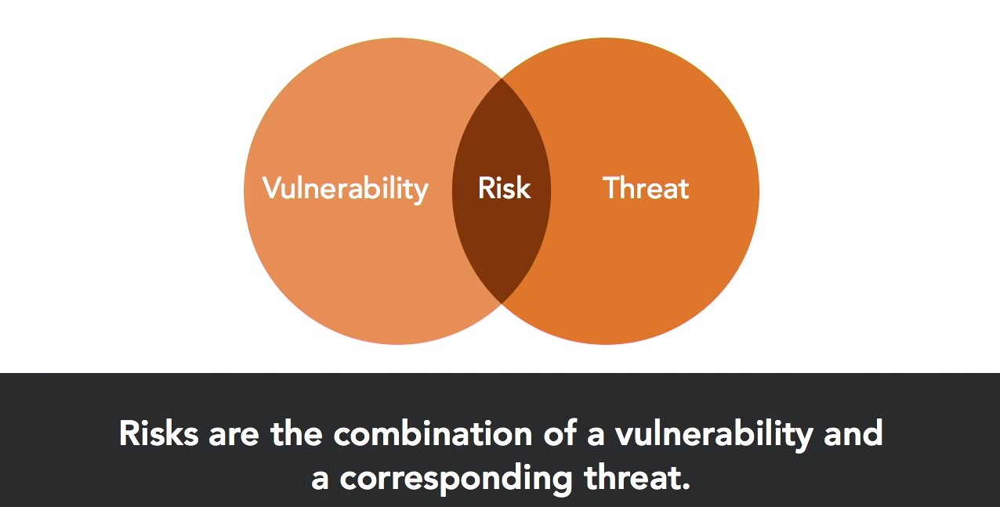 Vulnerability
Risk
Threat
Risks are the combination of a vulnerability and
a corresponding threat.